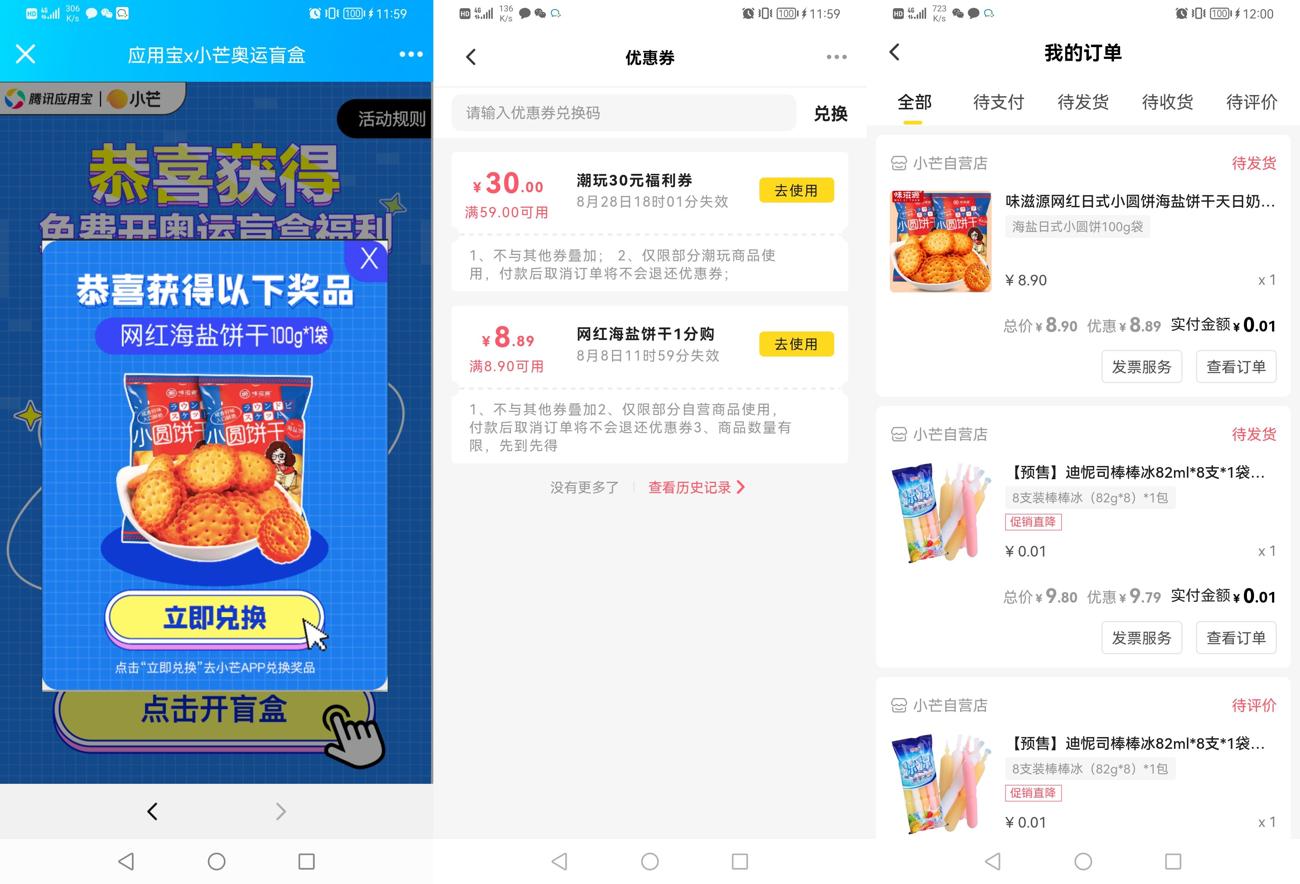 HD 4G 306 K/s 100 11:59
应用宝x小芒奥运盲盒
腾讯应用宝 | 小芒
活动规则
恭喜获得
免费开奥运盲盒福利
X
恭喜获得以下奖品
网红海盐饼干100g*1袋
味滋源
小圆饼干
小圆饼干
立即兑换
点击“立即兑换”去小芒APP兑换奖品
点击开盲盒
HD 4G 136 K/s 100 11:59
优惠券
请输入优惠券兑换码 兑换
¥30.00 潮玩30元福利券
满59.00可用 8月28日18时01分失效
去使用
1、不与其他券叠加； 2、仅限部分潮玩商品使
用，付款后取消订单将不会退还优惠券；
¥8.89 网红海盐饼干1分购
满8.90可用 8月8日11时59分失效
去使用
1、不与其他券叠加2、仅限部分自营商品使用，
付款后取消订单将不会退还优惠券3、商品数量有
限，先到先得
没有更多了 查看历史记录
HD 4G 723 K/s 100 12:00
我的订单
全部 待支付 待发货 待收货 待评价
小芒自营店 待发货
味滋源
味滋源网红日式小圆饼海盐饼干天日奶...
海盐日式小圆饼100g袋
¥ 8.90 x 1
总价¥8.90 优惠¥8.89 实付金额¥0.01
发票服务 查看订单
小芒自营店 待发货
【预售】迪怩司棒棒冰82ml*8支*1袋...
8支装棒棒冰（82g*8）*1包
促销直降
¥ 0.01 x 1
总价¥9.80 优惠¥9.79 实付金额¥0.01
发票服务 查看订单
小芒自营店 待评价
【预售】迪怩司棒棒冰82ml*8支*1袋...
8支装棒棒冰（82g*8）*1包
促销直降
¥ 0.01 x 1